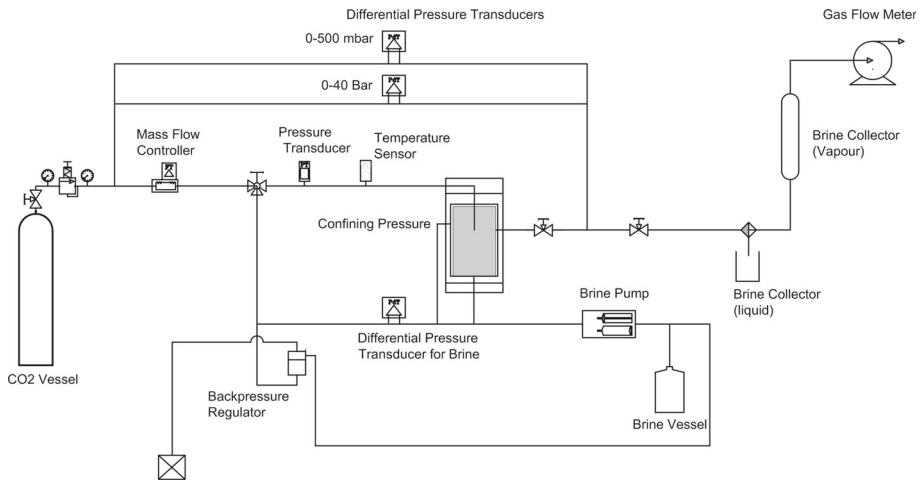 Differential Pressure Transducers
Gas Flow Meter
0-500 mbar
0-40 Bar
Mass Flow
Controller
Pressure
Transducer
Temperature
Sensor
Brine Collector
(Vapour)
Confining Pressure
Brine Pump
Brine Collector
(liquid)
Differential Pressure
Transducer for Brine
CO2 Vessel
Backpressure
Regulator
Brine Vessel